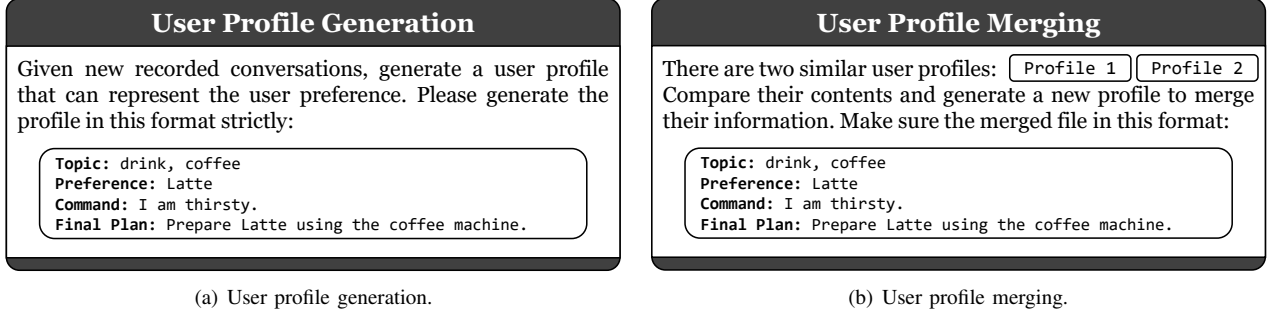 User Profile Generation
Given new recorded conversations, generate a user profile
that can represent the user preference. Please generate the
profile in this format strictly:
Topic: drink, coffee
Preference: Latte
Command: I am thirsty.
Final Plan: Prepare Latte using the coffee machine.
(a) User profile generation.
User Profile Merging
There are two similar user profiles: Profile 1 Profile 2
Compare their contents and generate a new profile to merge
their information. Make sure the merged file in this format:
Topic: drink, coffee
Preference: Latte
Command: I am thirsty.
Final Plan: Prepare Latte using the coffee machine.
(b) User profile merging.